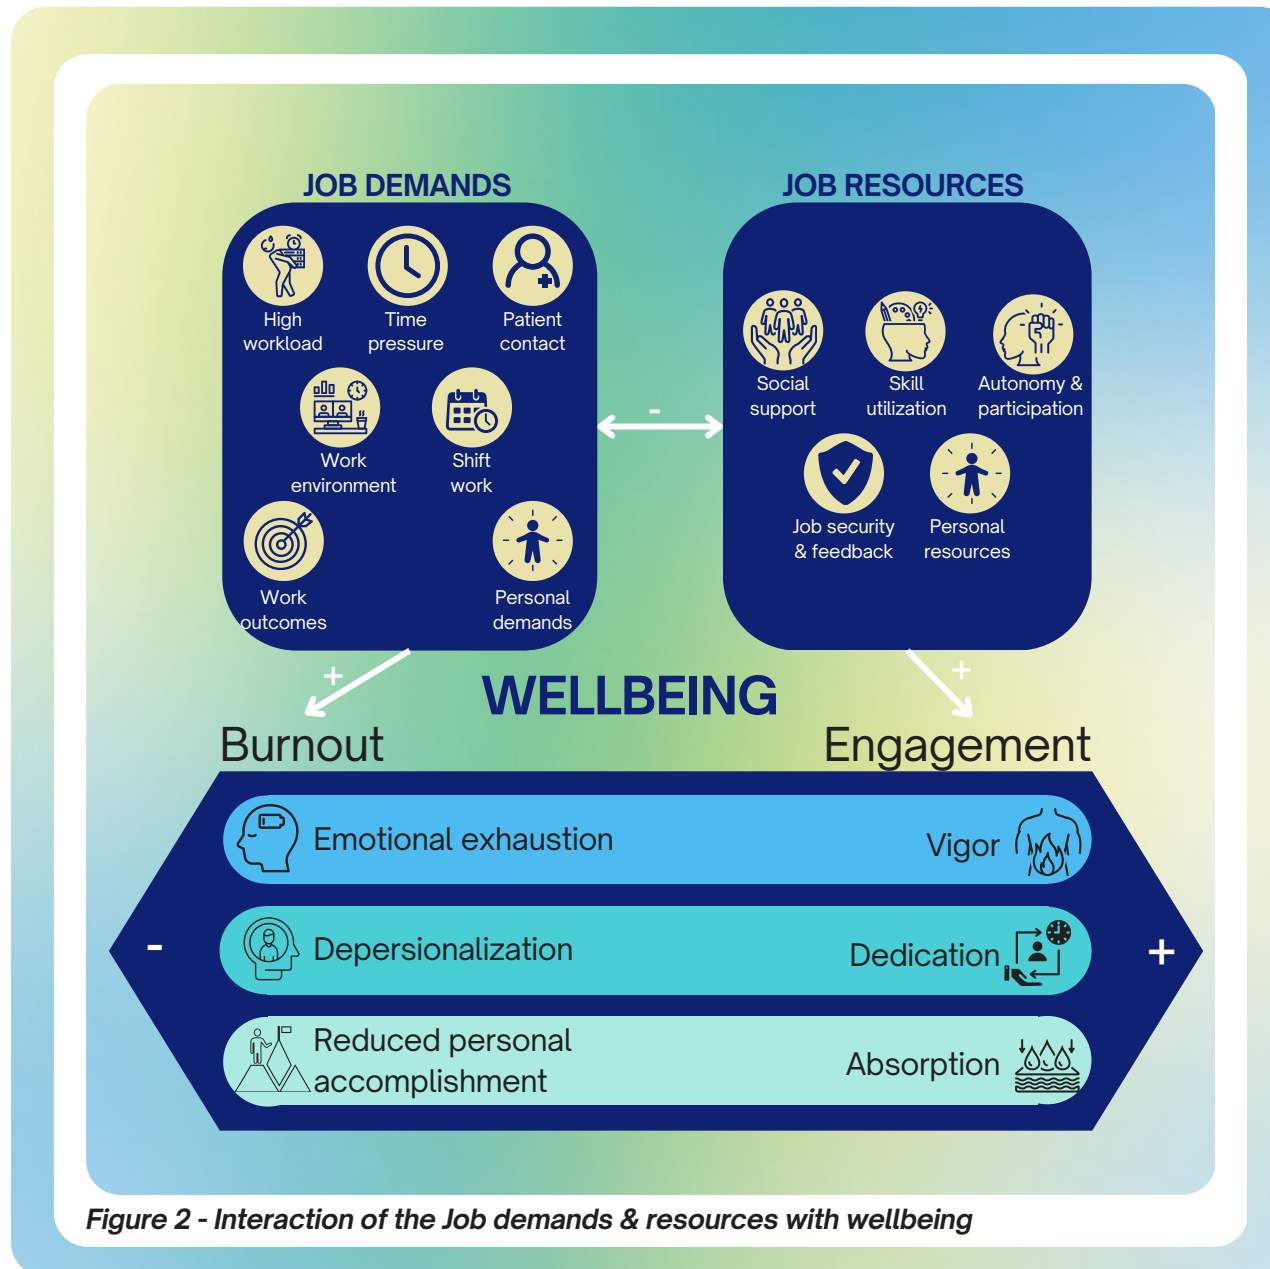 JOB DEMANDS
High
workload
Time
pressure
Patient
contact
Work
environment
Shift
work
Work
outcomes
Personal
demands
-
JOB RESOURCES
Social
support
Skill
utilization
Autonomy &
participation
Job security
& feedback
Personal
resources
+
+
WELLBEING
Burnout
Engagement
Emotional exhaustion
Vigor
-
Depersionalization
Dedication
+
Reduced personal
accomplishment
Absorption
Figure 2 - Interaction of the Job demands & resources with wellbeing